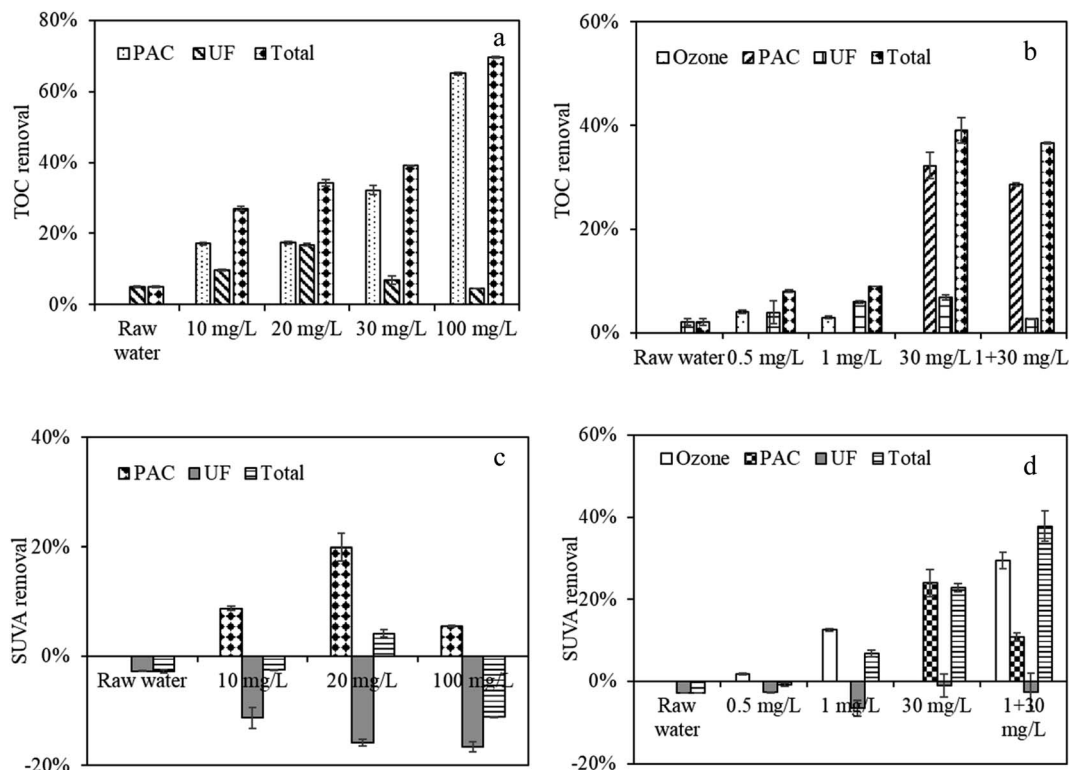 80%
60%
40%
20%
0%
TOC removal
PAC UF Total
a
Raw water
10 mg/L
20 mg/L
30 mg/L
100 mg/L
60%
40%
20%
0%
TOC removal
Ozone PAC UF Total
b
Raw water
0.5 mg/L
1 mg/L
30 mg/L
1+30 mg/L
40%
20%
0%
-20%
SUVA removal
PAC UF Total
c
Raw water
10 mg/L
20 mg/L
100 mg/L
60%
40%
20%
0%
-20%
SUVA removal
Ozone PAC UF Total
d
Raw
water
0.5 mg/L
1 mg/L
30 mg/L
1+30
mg/L